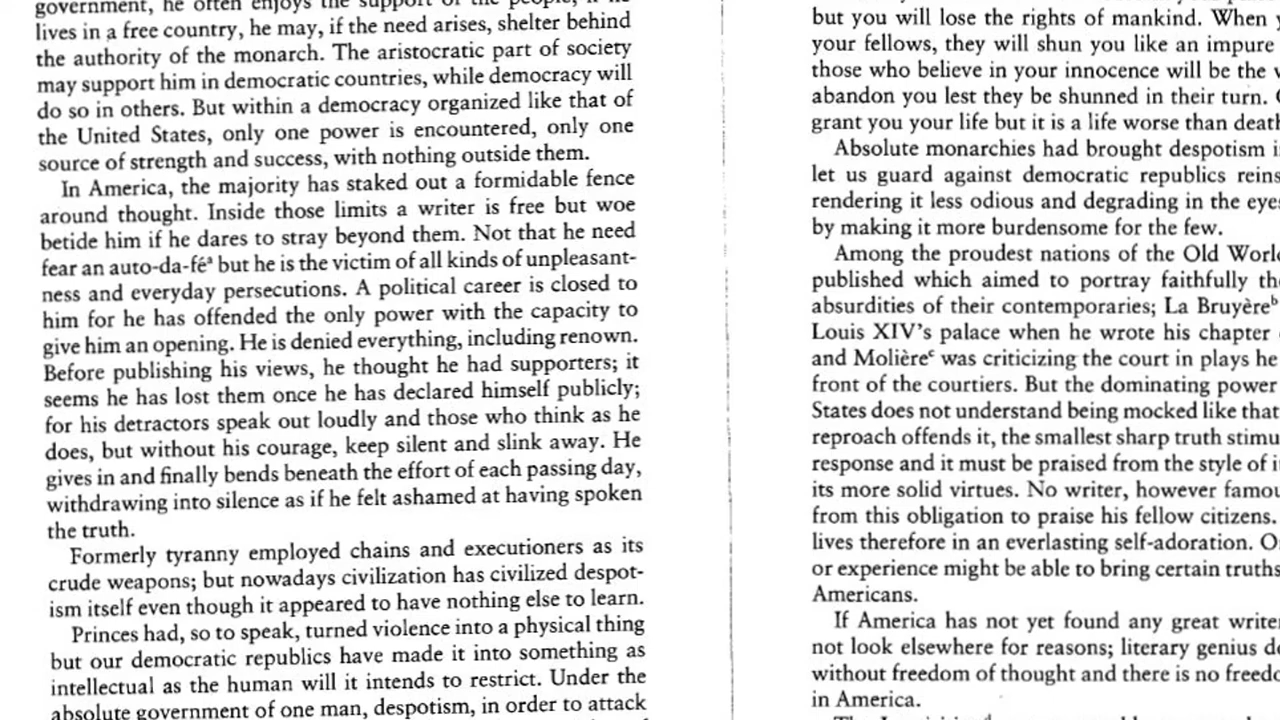 government, he often enjoys the support of the people; if he
lives in a free country, he may, if the need arises, shelter behind
the authority of the monarch. The aristocratic part of society
may support him in democratic countries, while democracy will
do so in others. But within a democracy organized like that of
the United States, only one power is encountered, only one
source of strength and success, with nothing outside them.
In America, the majority has staked out a formidable fence
around thought. Inside those limits a writer is free but woe
betide him if he dares to stray beyond them. Not that he need
fear an auto-da-féᵃ but he is the victim of all kinds of unpleasant-
ness and everyday persecutions. A political career is closed to
him for he has offended the only power with the capacity to
give him an opening. He is denied everything, including renown.
Before publishing his views, he thought he had supporters; it
seems he has lost them once he has declared himself publicly;
for his detractors speak out loudly and those who think as he
does, but without his courage, keep silent and slink away. He
gives in and finally bends beneath the effort of each passing day,
withdrawing into silence as if he felt ashamed at having spoken
the truth.
Formerly tyranny employed chains and executioners as its
crude weapons; but nowadays civilization has civilized despot-
ism itself even though it appeared to have nothing else to learn.
Princes had, so to speak, turned violence into a physical thing
but our democratic republics have made it into something as
intellectual as the human will it intends to restrict. Under the
absolute government of one man, despotism, in order to attack
but you will lose the rights of mankind. When
your fellows, they will shun you like an impure
those who believe in your innocence will be the
abandon you lest they be shunned in their turn.
grant you your life but it is a life worse than death
Absolute monarchies had brought despotism
let us guard against democratic republics reins
rendering it less odious and degrading in the eyes
by making it more burdensome for the few.
Among the proudest nations of the Old World
published which aimed to portray faithfully
absurdities of their contemporaries; La Bruyèreᵇ
Louis XIV's palace when he wrote his chapter
and Molièreᶜ was criticizing the court in plays he
front of the courtiers. But the dominating power
States does not understand being mocked like that
reproach offends it, the smallest sharp truth stimu
response and it must be praised from the style of
its more solid virtues. No writer, however famou
from this obligation to praise his fellow citizens.
lives therefore in an everlasting self-adoration.
or experience might be able to bring certain truths
Americans.
If America has not yet found any great write
not look elsewhere for reasons; literary genius
without freedom of thought and there is no freedo
in America.